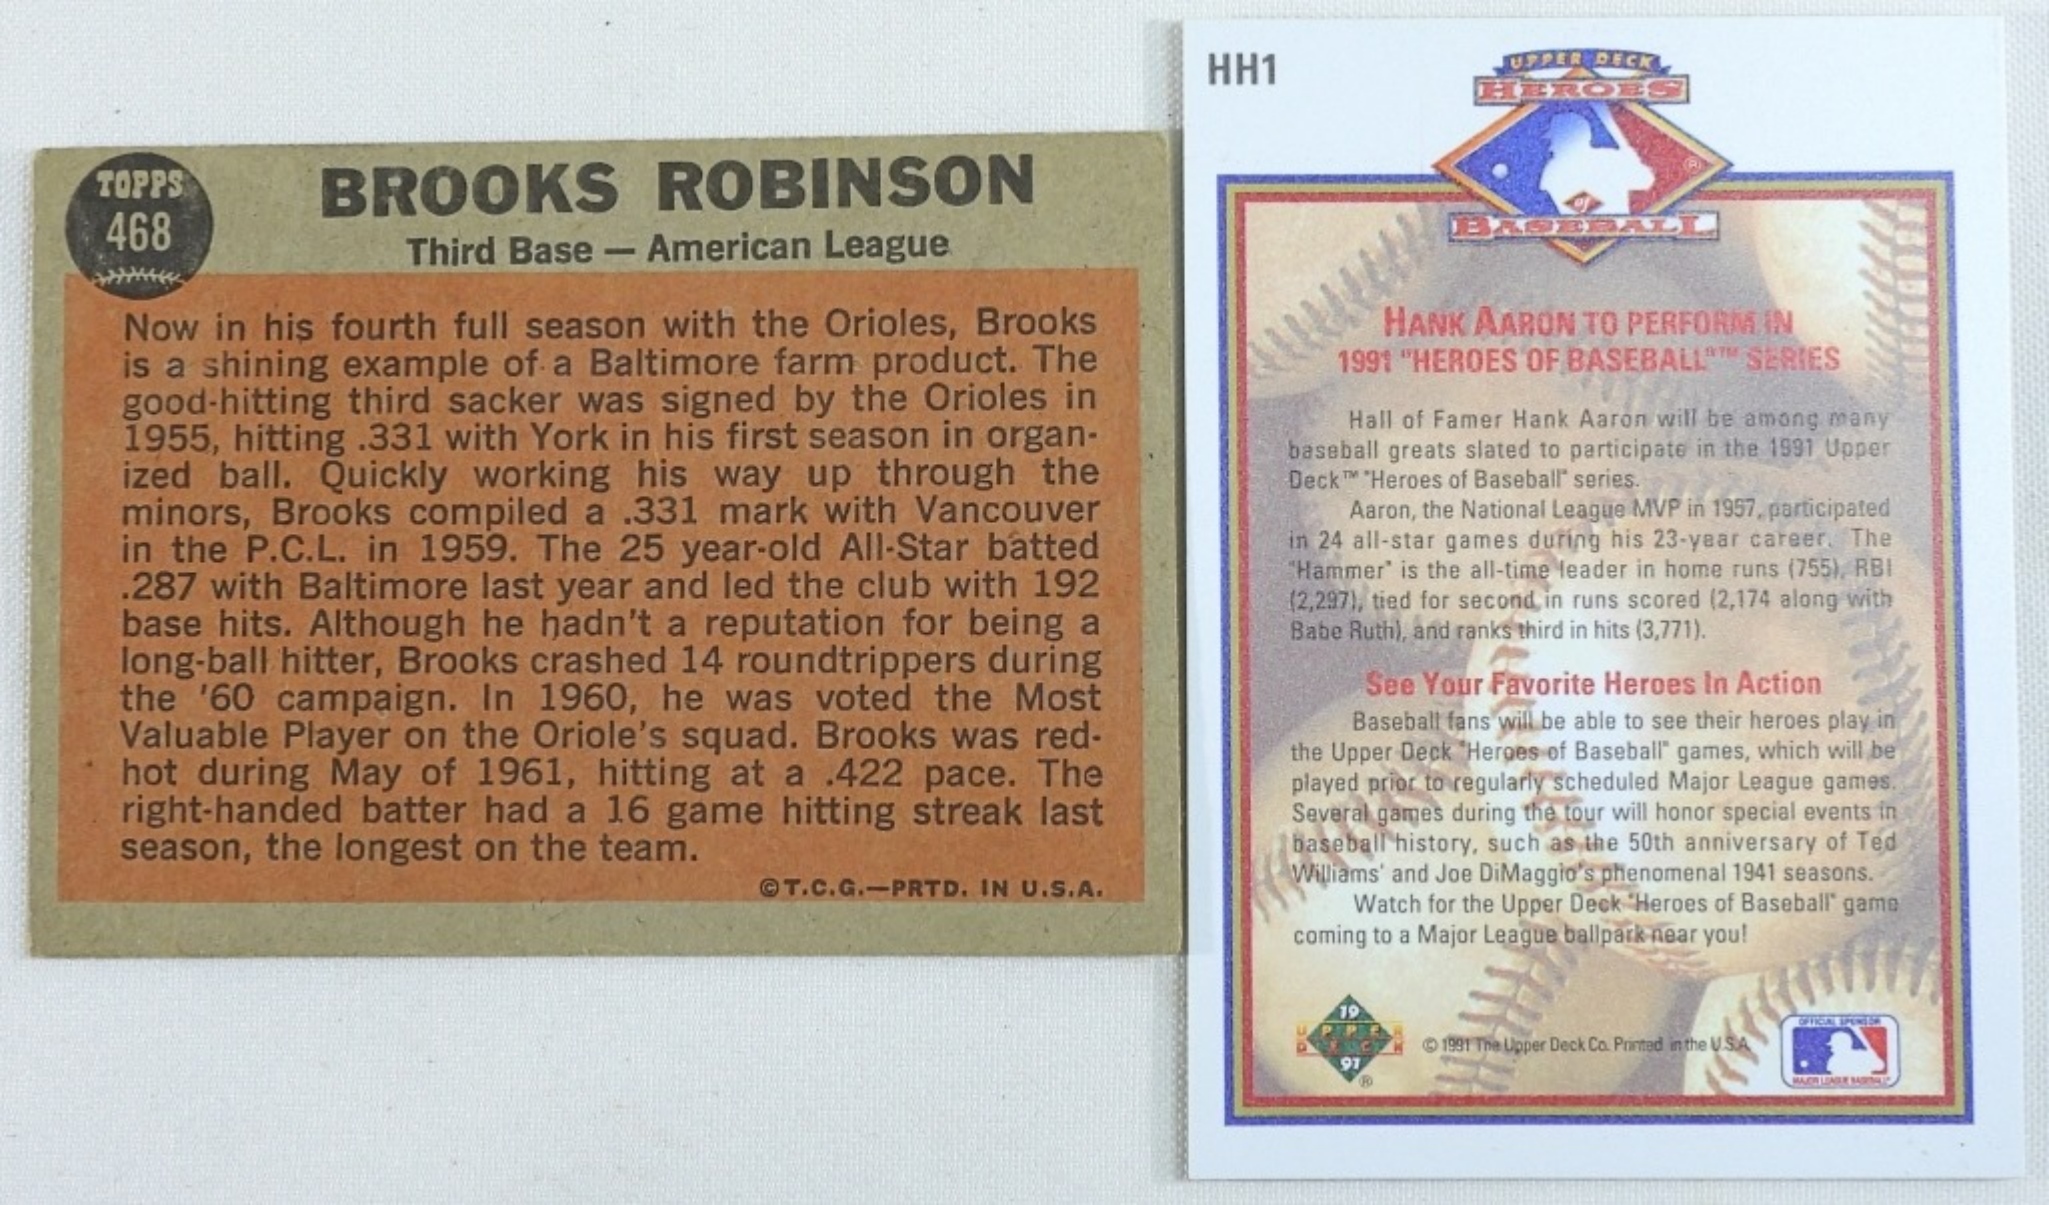 TOPPS
468
BROOKS ROBINSON
Third Base — American League
Now in his fourth full season with the Orioles, Brooks
is a shining example of a Baltimore farm product. The
good-hitting third sacker was signed by the Orioles in
1955, hitting .331 with York in his first season in organ-
ized ball. Quickly working his way up through the
minors, Brooks compiled a .331 mark with Vancouver
in the P.C.L. in 1959. The 25 year-old All-Star batted
.287 with Baltimore last year and led the club with 192
base hits. Although he hadn't a reputation for being a
long-ball hitter, Brooks crashed 14 roundtrippers during
the '60 campaign. In 1960, he was voted the Most
Valuable Player on the Oriole's squad. Brooks was red-
hot during May of 1961, hitting at a .422 pace. The
right-handed batter had a 16 game hitting streak last
season, the longest on the team.
©T.C.G.—PRTD. IN U.S.A.
HH1
UPPER DECK
HEROES
®
of
BASEBALL
HANK AARON TO PERFORM IN
1991 "HEROES OF BASEBALL"™ SERIES
Hall of Famer Hank Aaron will be among many
baseball greats slated to participate in the 1991 Upper
Deck™ "Heroes of Baseball" series.
Aaron, the National League MVP in 1957, participated
in 24 all-star games during his 23-year career. The
"Hammer" is the all-time leader in home runs (755), RBI
(2,297), tied for second in runs scored (2,174 along with
Babe Ruth), and ranks third in hits (3,771).
See Your Favorite Heroes In Action
Baseball fans will be able to see their heroes play in
the Upper Deck "Heroes of Baseball" games, which will be
played prior to regularly scheduled Major League games.
Several games during the tour will honor special events in
baseball history, such as the 50th anniversary of Ted
Williams' and Joe DiMaggio's phenomenal 1941 seasons.
Watch for the Upper Deck "Heroes of Baseball" game
coming to a Major League ballpark near you!
19
UPPER
DECK
91
®
© 1991 The Upper Deck Co. Printed in the U.S.A.
OFFICIAL SPONSOR
MAJOR LEAGUE BASEBALL